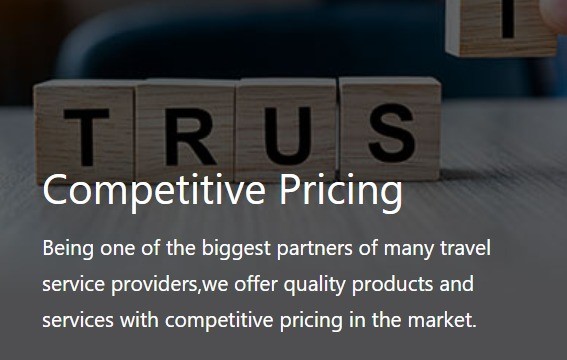 T
TRUS
Competitive Pricing
Being one of the biggest partners of many travel
service providers,we offer quality products and
services with competitive pricing in the market.